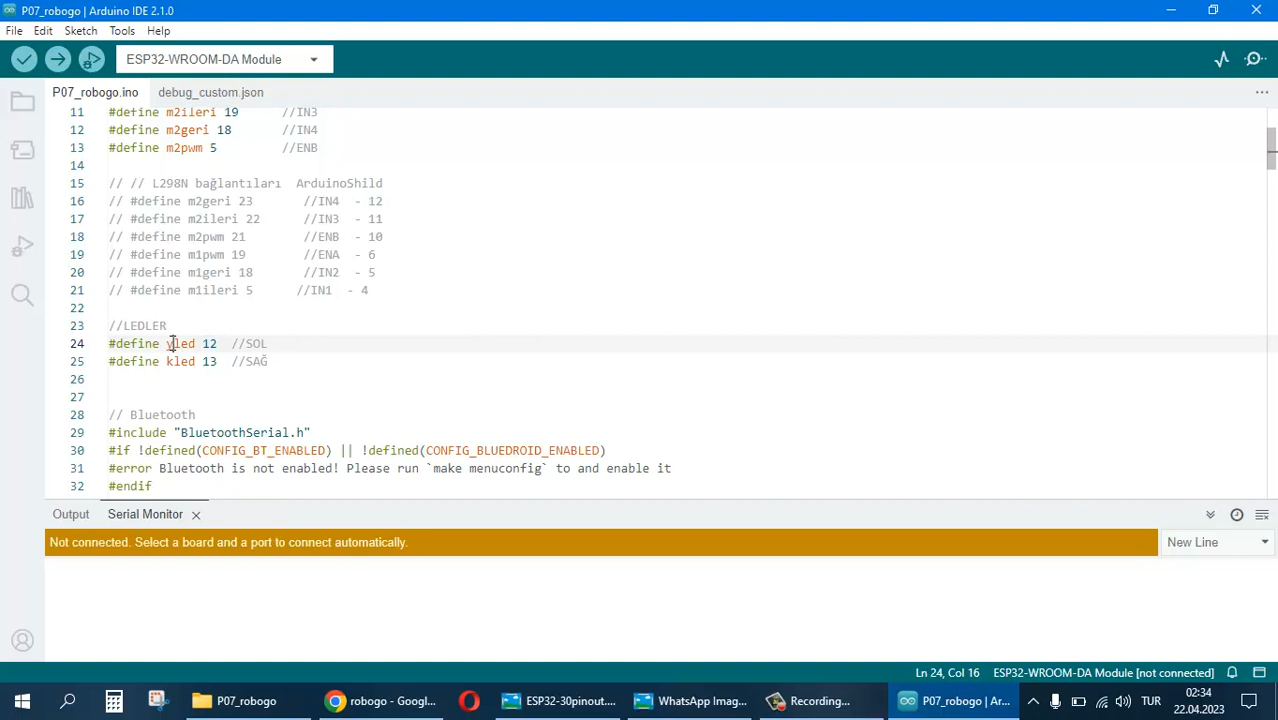 P07_robogo | Arduino IDE 2.1.0
File Edit Sketch Tools Help
ESP32-WROOM-DA Module
P07_robogo.ino debug_custom.json
11 #define m2ileri 19 //IN3
12 #define m2geri 18 //IN4
13 #define m2pwm 5 //ENB
14
15 // // L298N bağlantıları ArduinoShild
16 // #define m2geri 23 //IN4 - 12
17 // #define m2ileri 22 //IN3 - 11
18 // #define m2pwm 21 //ENB - 10
19 // #define m1pwm 19 //ENA - 6
20 // #define m1geri 18 //IN2 - 5
21 // #define m1ileri 5 //IN1 - 4
22
23 //LEDLER
24 #define yled 12 //SOL
25 #define kled 13 //SAĞ
26
27
28 // Bluetooth
29 #include "BluetoothSerial.h"
30 #if !defined(CONFIG_BT_ENABLED) || !defined(CONFIG_BLUEDROID_ENABLED)
31 #error Bluetooth is not enabled! Please run `make menuconfig` to and enable it
32 #endif
Output Serial Monitor
Not connected. Select a board and a port to connect automatically. New Line
Ln 24, Col 16 ESP32-WROOM-DA Module [not connected]
P07_robogo robogo - Googl... ESP32-30pinout.... WhatsApp Imag... Recording... P07_robogo | Ar... TUR 02:34
22.04.2023